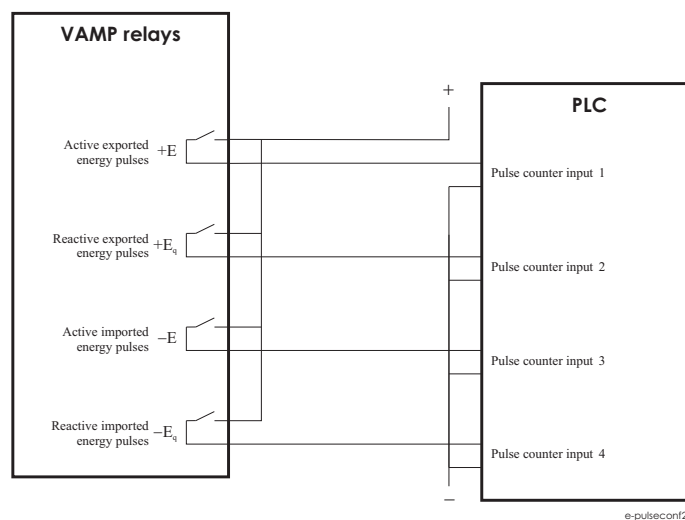 VAMP relays
PLC
+
Active exported
energy pulses
+E
Pulse counter input 1
Reactive exported
energy pulses
+Eq
Pulse counter input 2
Active imported
energy pulses
−E
Pulse counter input 3
Reactive imported
energy pulses
−Eq
Pulse counter input 4
−
e-pulseconf2